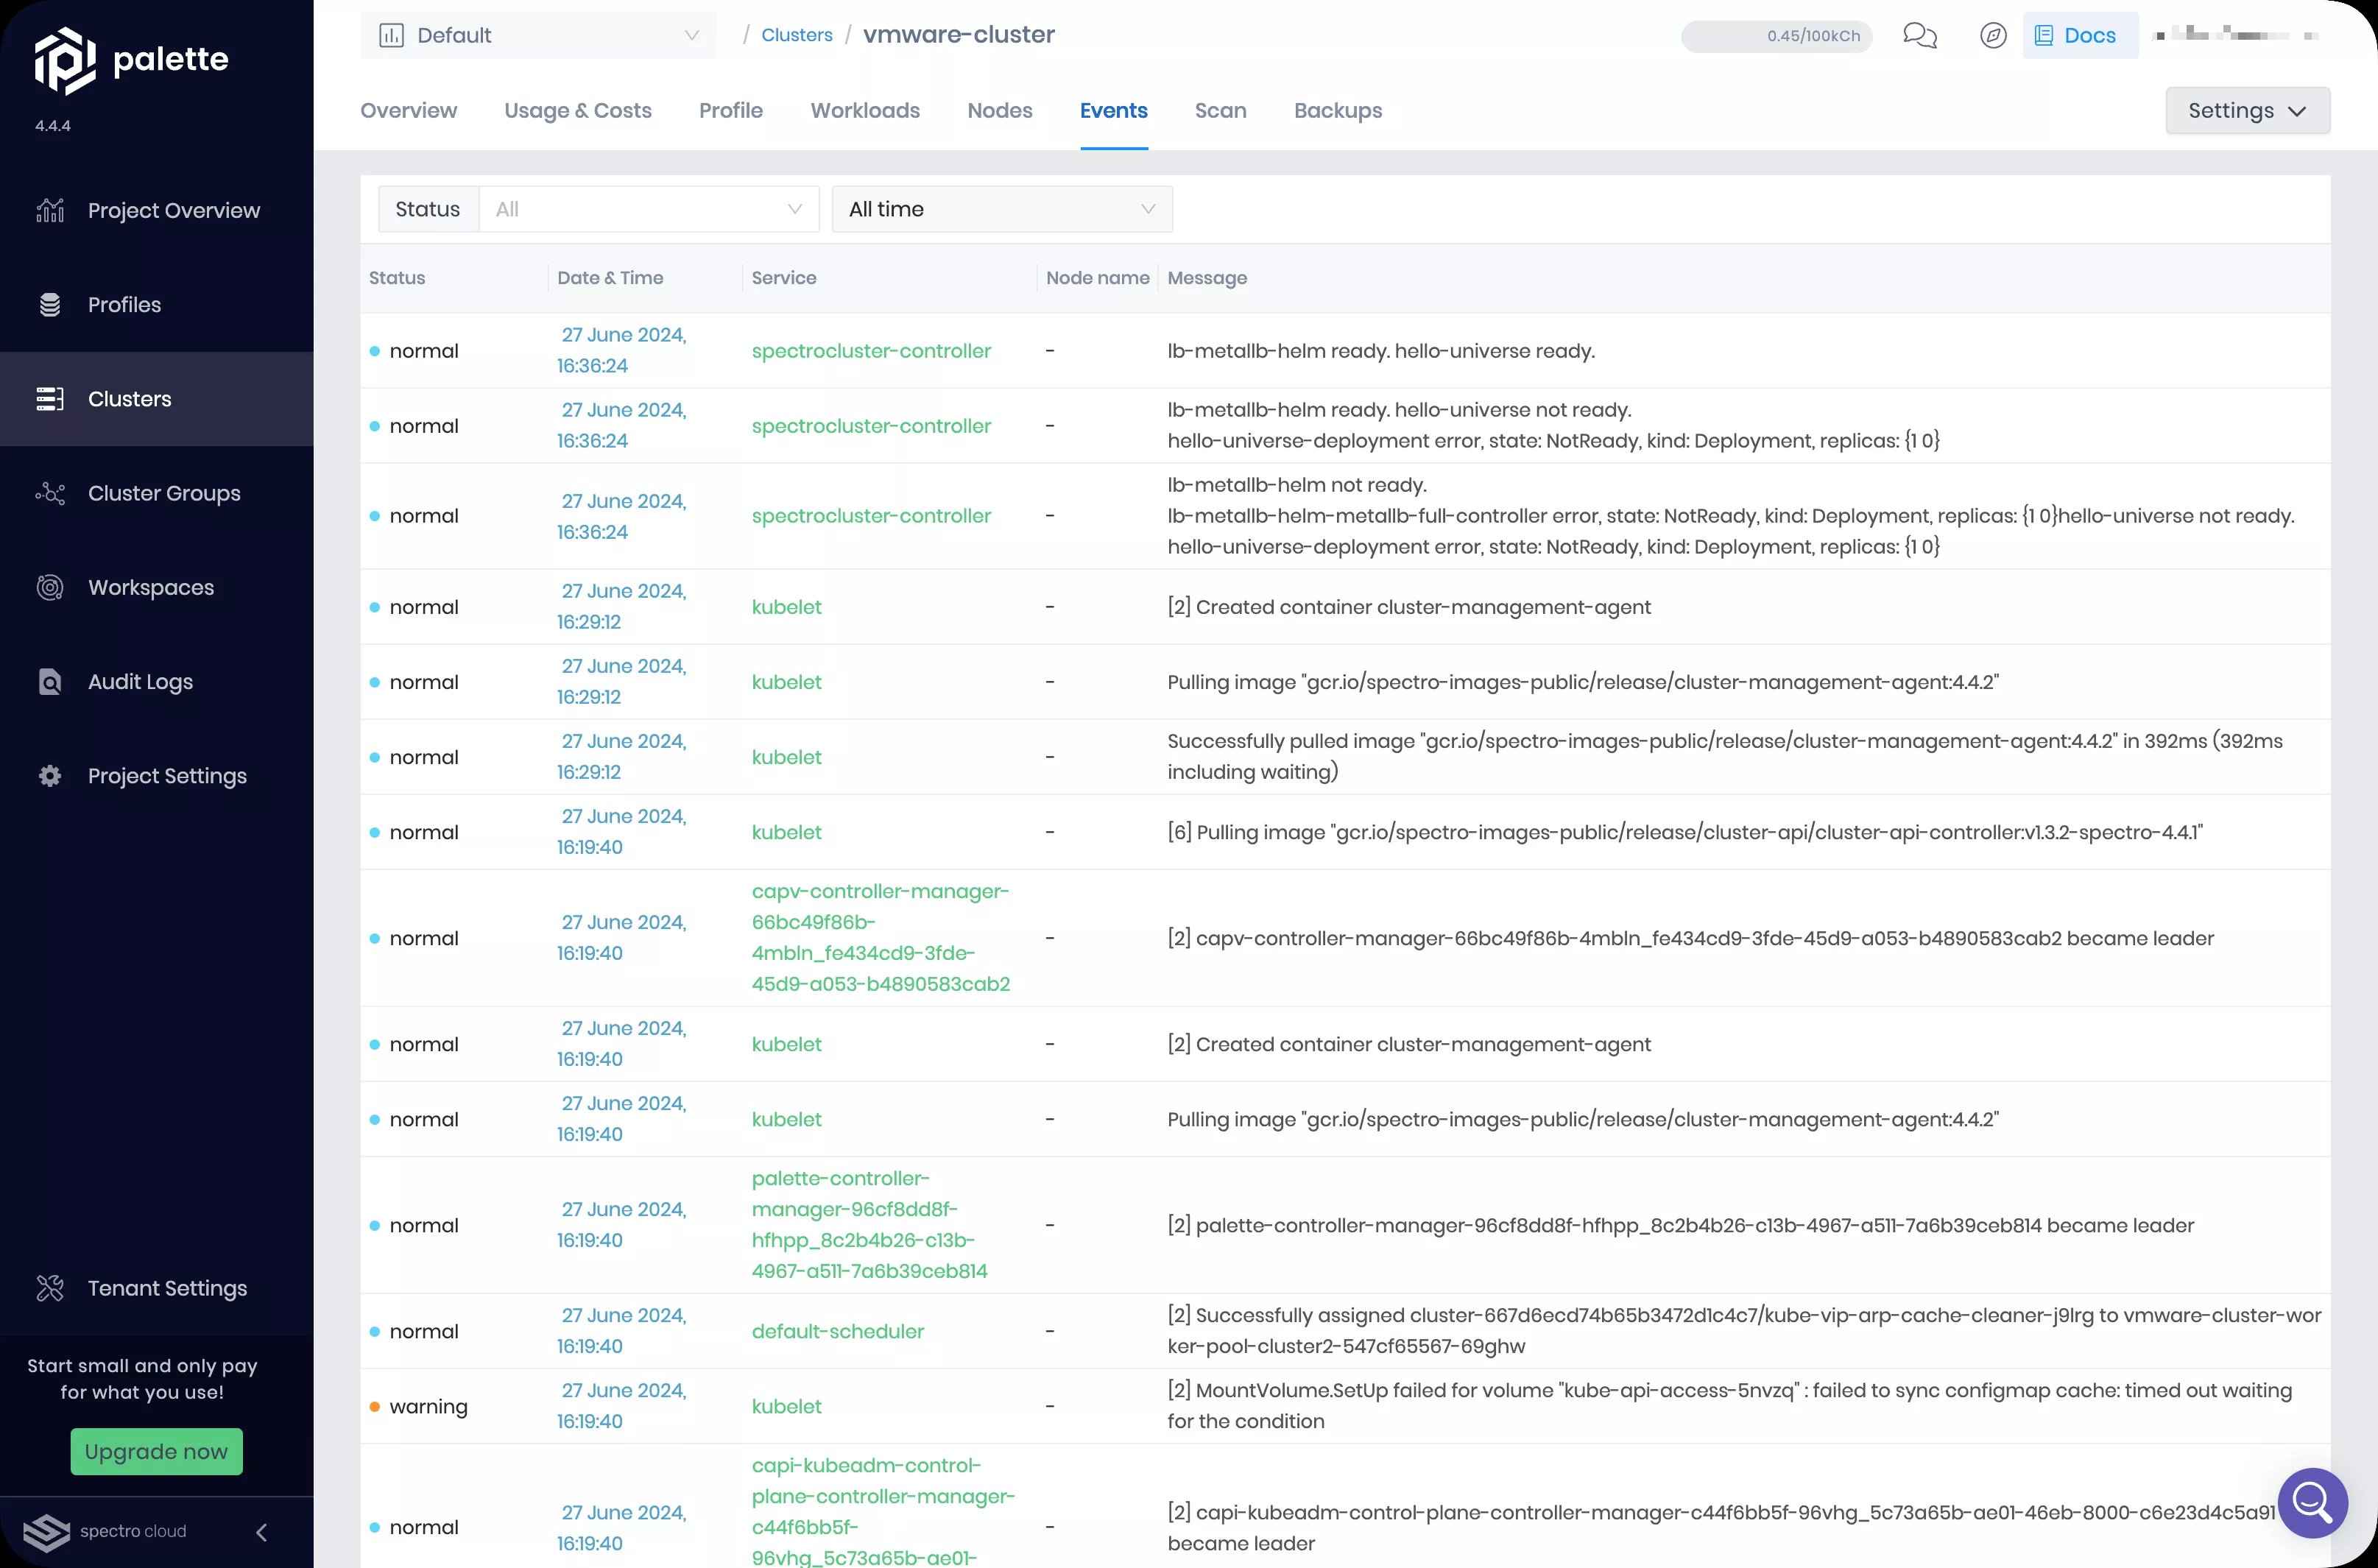 palette
4.4.4
Project Overview
Profiles
Clusters
Cluster Groups
Workspaces
Audit Logs
Project Settings
Tenant Settings
Start small and only pay
for what you use!
Upgrade now
spectro cloud
Default / Clusters / vmware-cluster
0.45/100kCh
Docs
Overview Usage & Costs Profile Workloads Nodes Events Scan Backups
Settings
Status All All time
Status Date & Time Service Node name Message
normal
27 June 2024,
16:36:24
spectrocluster-controller
-
lb-metallb-helm ready. hello-universe ready.
normal
27 June 2024,
16:36:24
spectrocluster-controller
-
lb-metallb-helm ready. hello-universe not ready.
hello-universe-deployment error, state: NotReady, kind: Deployment, replicas: {1 0}
normal
27 June 2024,
16:36:24
spectrocluster-controller
-
lb-metallb-helm not ready.
lb-metallb-helm-metallb-full-controller error, state: NotReady, kind: Deployment, replicas: {1 0}hello-universe not ready.
hello-universe-deployment error, state: NotReady, kind: Deployment, replicas: {1 0}
normal
27 June 2024,
16:29:12
kubelet
-
[2] Created container cluster-management-agent
normal
27 June 2024,
16:29:12
kubelet
-
Pulling image "gcr.io/spectro-images-public/release/cluster-management-agent:4.4.2"
normal
27 June 2024,
16:29:12
kubelet
-
Successfully pulled image "gcr.io/spectro-images-public/release/cluster-management-agent:4.4.2" in 392ms (392ms
including waiting)
normal
27 June 2024,
16:19:40
kubelet
-
[6] Pulling image "gcr.io/spectro-images-public/release/cluster-api/cluster-api-controller:v1.3.2-spectro-4.4.1"
normal
27 June 2024,
16:19:40
capv-controller-manager-
66bc49f86b-
4mbln_fe434cd9-3fde-
45d9-a053-b4890583cab2
-
[2] capv-controller-manager-66bc49f86b-4mbln_fe434cd9-3fde-45d9-a053-b4890583cab2 became leader
normal
27 June 2024,
16:19:40
kubelet
-
[2] Created container cluster-management-agent
normal
27 June 2024,
16:19:40
kubelet
-
Pulling image "gcr.io/spectro-images-public/release/cluster-management-agent:4.4.2"
normal
27 June 2024,
16:19:40
palette-controller-
manager-96cf8dd8f-
hfhpp_8c2b4b26-c13b-
4967-a511-7a6b39ceb814
-
[2] palette-controller-manager-96cf8dd8f-hfhpp_8c2b4b26-c13b-4967-a511-7a6b39ceb814 became leader
normal
27 June 2024,
16:19:40
default-scheduler
-
[2] Successfully assigned cluster-667d6ecd74b65b3472d1c4c7/kube-vip-arp-cache-cleaner-j9lrg to vmware-cluster-wor
ker-pool-cluster2-547cf65567-69ghw
warning
27 June 2024,
16:19:40
kubelet
-
[2] MountVolume.SetUp failed for volume "kube-api-access-5nvzq" : failed to sync configmap cache: timed out waiting
for the condition
normal
27 June 2024,
16:19:40
capi-kubeadm-control-
plane-controller-manager-
c44f6bb5f-
96vhg_5c73a65b-ae01-
-
[2] capi-kubeadm-control-plane-controller-manager-c44f6bb5f-96vhg_5c73a65b-ae01-46eb-8000-c6e23d4c5a91
became leader